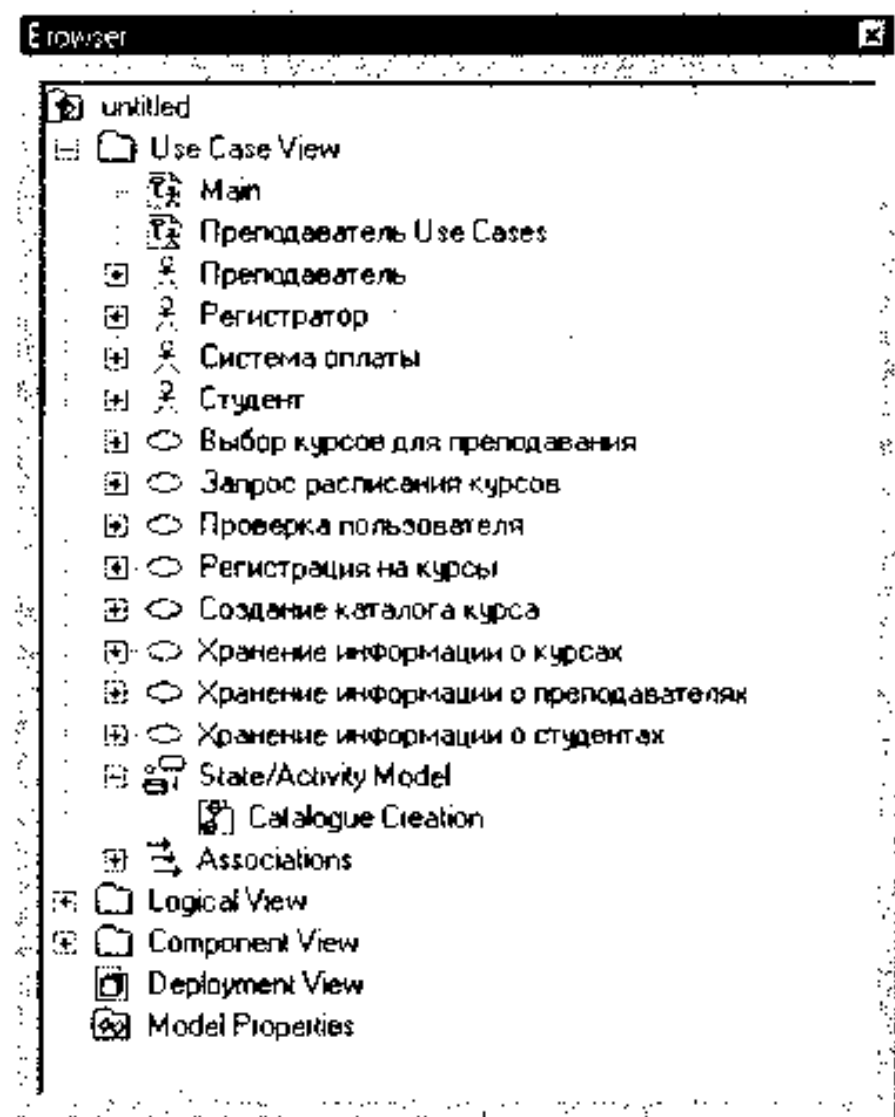 Browser
untitled
Use Case View
Main
Преподаватель Use Cases
Преподаватель
Регистратор
Система оплаты
Студент
Выбор курсов для преподавания
Запрос расписания курсов
Проверка пользователя
Регистрация на курсы
Создание каталога курса
Хранение информации о курсах
Хранение информации о преподавателях
Хранение информации о студентах
State/Activity Model
Catalogue Creation
Associations
Logical View
Component View
Deployment View
Model Properties